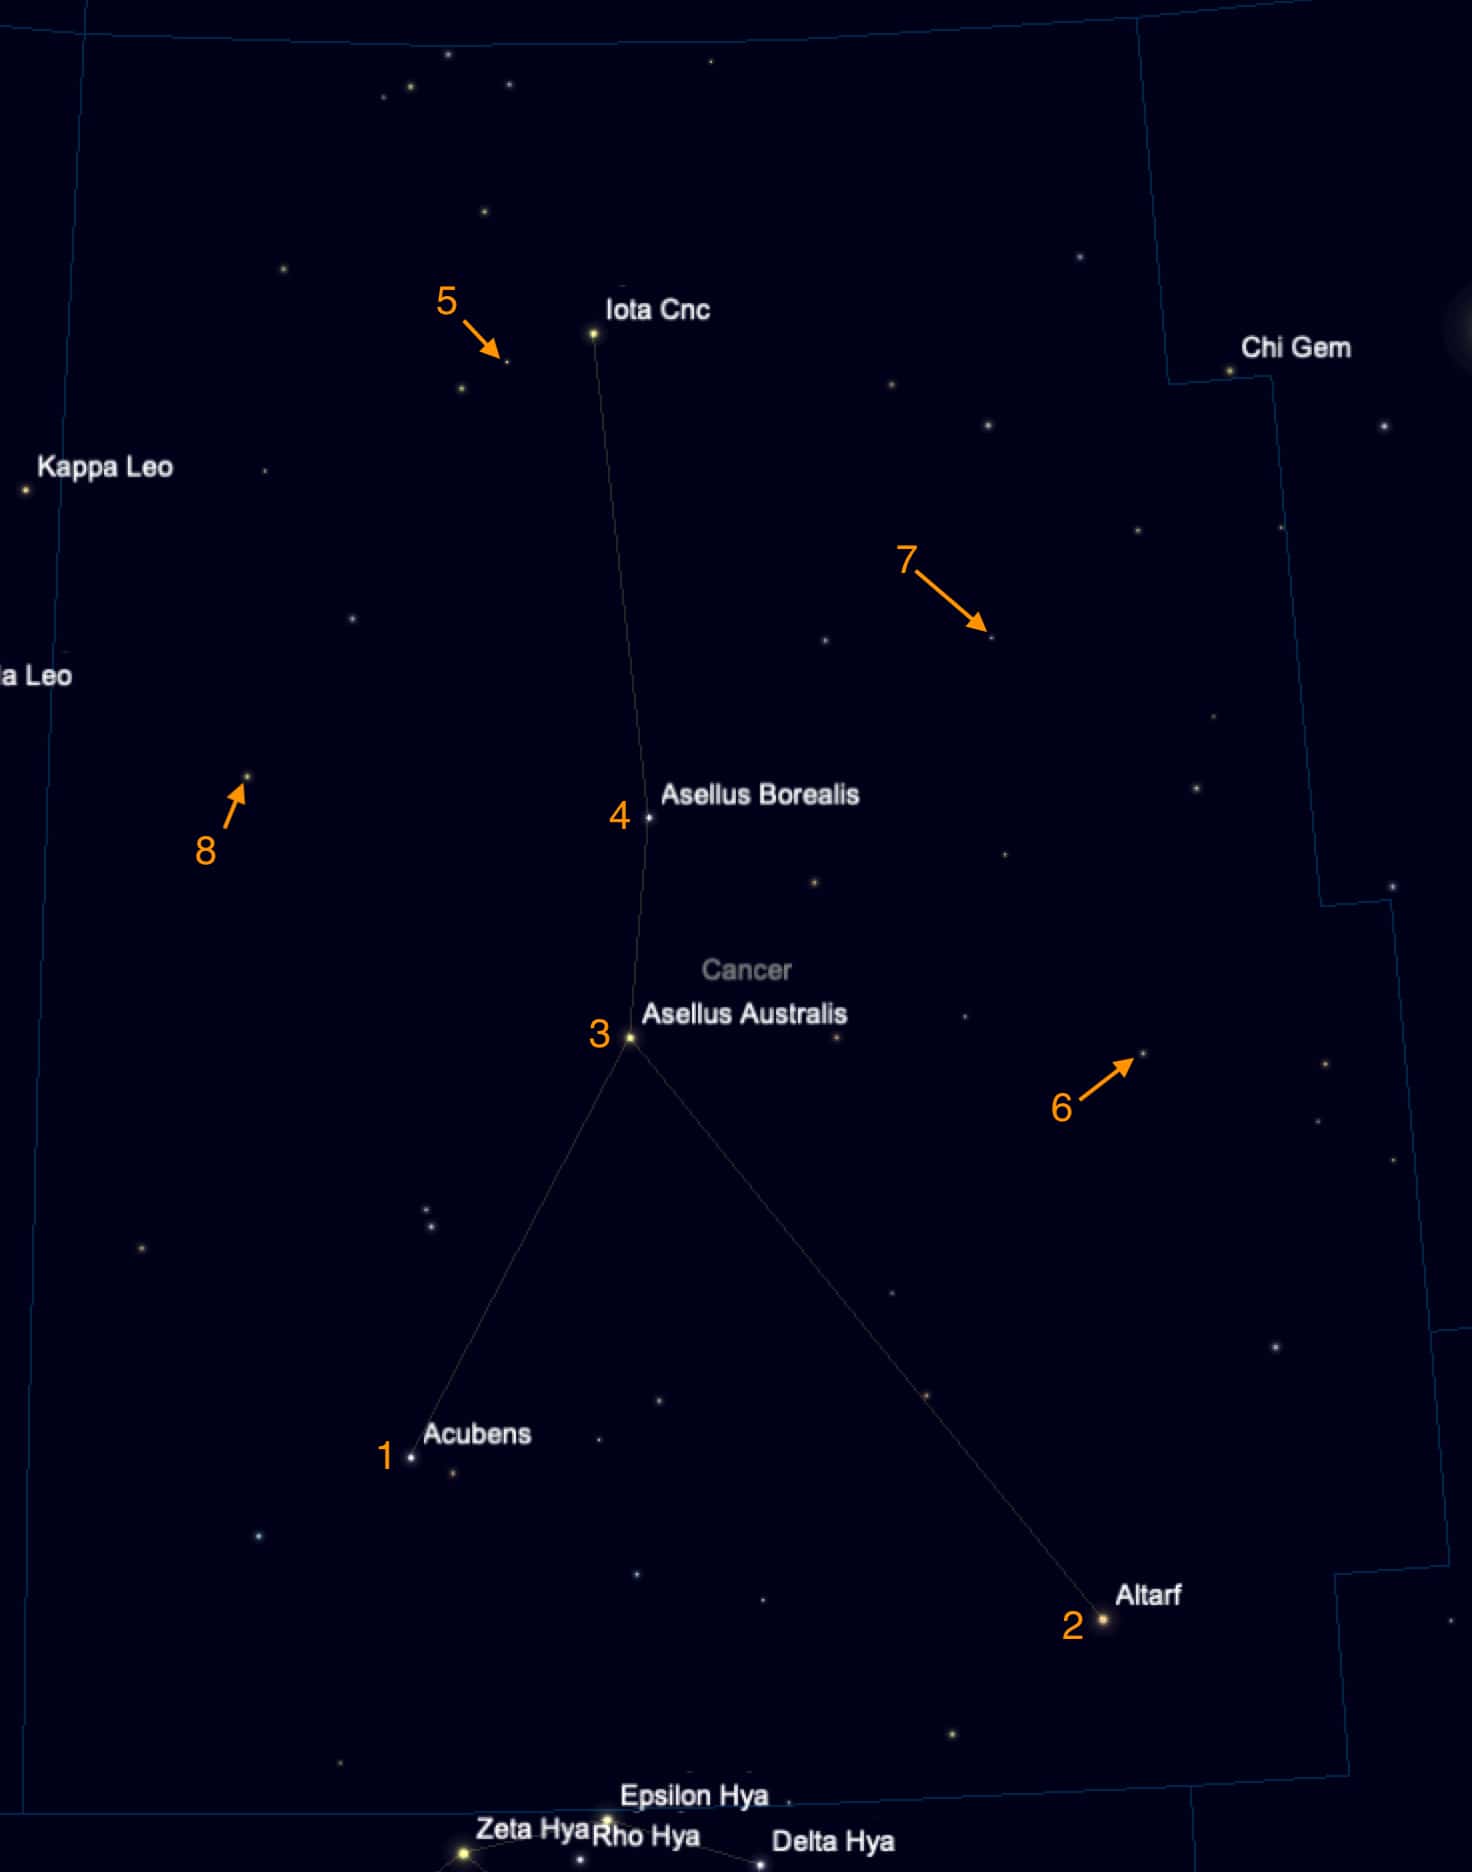 Iota Cnc
5
Chi Gem
Kappa Leo
7
a Leo
Asellus Borealis
4
8
Cancer
Asellus Australis
3
6
Acubens
1
Altarf
2
Epsilon Hya
Zeta Hya
Rho Hya
Delta Hya